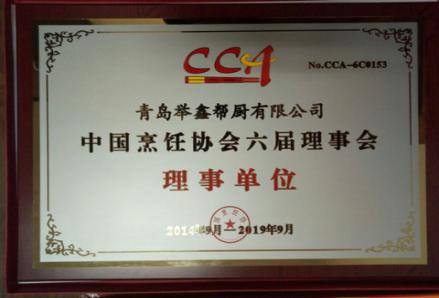 CCA
No.CCA-6C0153
青岛举鑫帮厨有限公司
中国烹饪协会六届理事会
理事单位
2014年9月—2019年9月